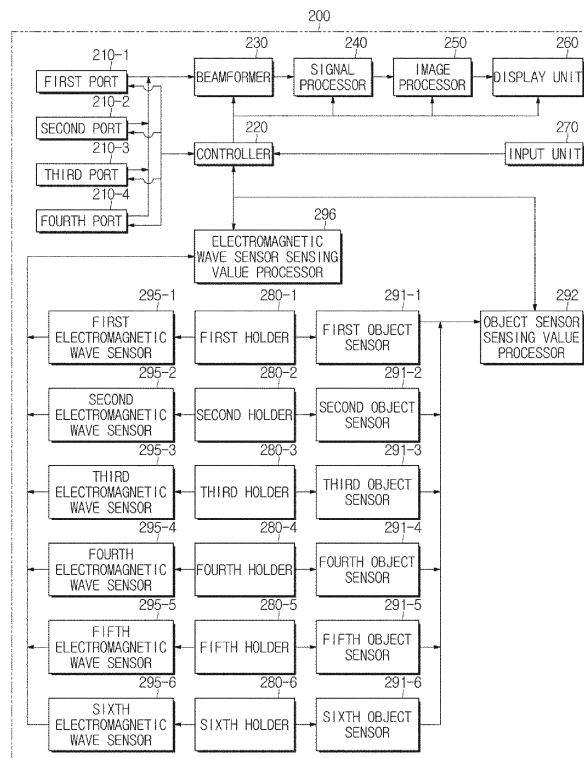 200
210-1
230
240
250
260
FIRST PORT
BEAMFORMER
SIGNAL
PROCESSOR
IMAGE
PROCESSOR
DISPLAY UNIT
210-2
SECOND PORT
210-3
220
270
THIRD PORT
CONTROLLER
INPUT UNIT
210-4
FOURTH PORT
296
ELECTROMAGNETIC
WAVE SENSOR SENSING
VALUE PROCESSOR
295-1
280-1
291-1
292
FIRST
ELECTROMAGNETIC
WAVE SENSOR
FIRST HOLDER
FIRST OBJECT
SENSOR
OBJECT SENSOR
SENSING VALUE
PROCESSOR
295-2
280-2
291-2
SECOND
ELECTROMAGNETIC
WAVE SENSOR
SECOND HOLDER
SECOND OBJECT
SENSOR
295-3
280-3
291-3
THIRD
ELECTROMAGNETIC
WAVE SENSOR
THIRD HOLDER
THIRD OBJECT
SENSOR
295-4
280-4
291-4
FOURTH
ELECTROMAGNETIC
WAVE SENSOR
FOURTH HOLDER
FOURTH OBJECT
SENSOR
295-5
280-5
291-5
FIFTH
ELECTROMAGNETIC
WAVE SENSOR
FIFTH HOLDER
FIFTH OBJECT
SENSOR
295-6
280-6
291-6
SIXTH
ELECTROMAGNETIC
WAVE SENSOR
SIXTH HOLDER
SIXTH OBJECT
SENSOR